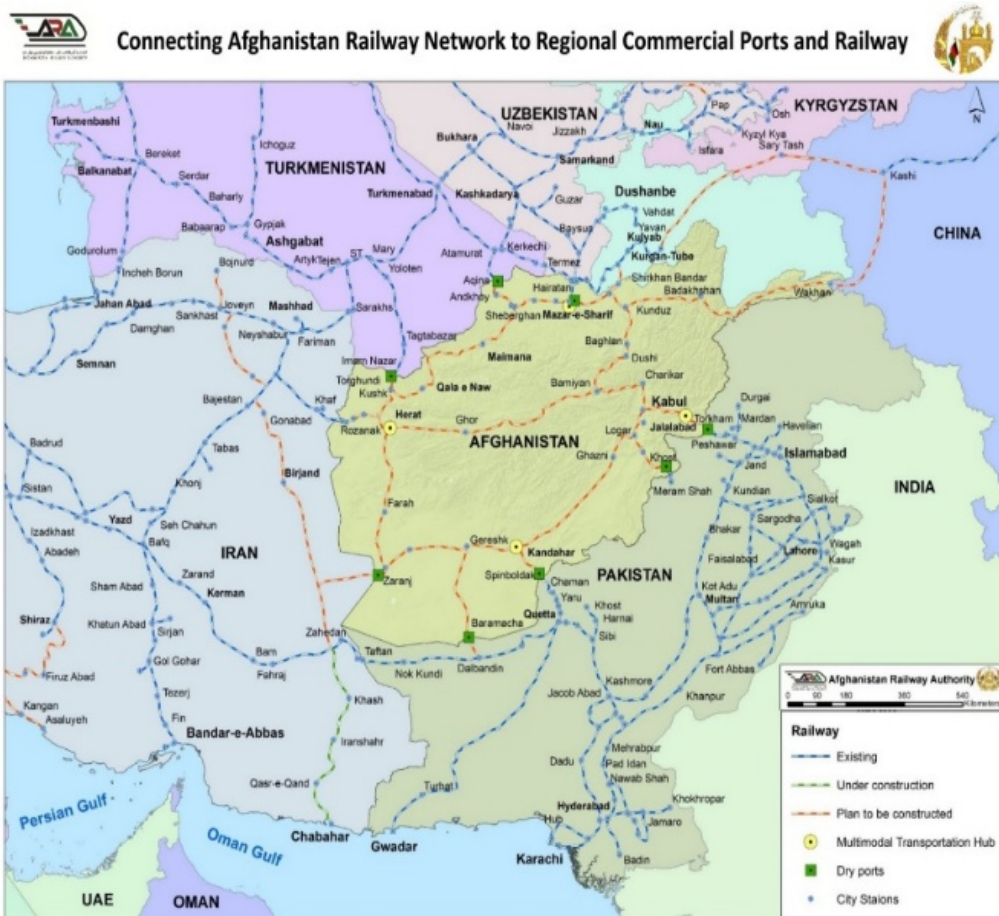 ARA
Connecting Afghanistan Railway Network to Regional Commercial Ports and Railway
UZBEKISTAN
KYRGYZSTAN
Turkmenbashi
Navoi
Jizzakh
Pap
Osh
Bukhara
Nau
Kyzyl Kya
Isfara
Sary Tash
Ichoguz
Bereket
TURKMENISTAN
Samarkand
Balkanabat
Serdar
Turkmenabad
Kashkadarya
Dushanbe
Kashi
Baharly
Guzar
Vahdat
Babaarap
Gypjak
Baysun
Yavan
Kulyab
CHINA
Godurolum
Ashgabat
Mary
Atamurat
Kerkechi
Kurgan-Tube
Artyk
Tejen
ST
Yoloten
Termez
Incheh Borun
Bojnurd
Aqina
Hairatan
Shirkhan Bandar
Badakhshan
Wakhan
Jahan Abad
Joveyn
Mashhad
Sarakhs
Andkhoy
Sankhast
Sheberghan
Mazar-e-Sharif
Kunduz
Damghan
Neyshabur
Fariman
Tagtabazar
Baghlan
Maimana
Dushi
Semnan
Imam Nazar
Torghundi
Kushk
Qala e Naw
Bamiyan
Charikar
Bajestan
Khaf
Herat
Ghor
Kabul
Durgai
Gonabad
Rozanak
Torkham
Mardan
Havelian
Logar
Jalalabad
AFGHANISTAN
Peshawar
Islamabad
Badrud
Tabas
Ghazni
Khost
Jand
Birjand
Meram Shah
Kundian
INDIA
Sistan
Khonj
Farah
Sialkot
Yazd
Seh Chahun
Sargodha
Izadkhast
Bhakar
Abadeh
Bafq
IRAN
Gereshk
Kandahar
Faisalabad
Lahore
Wagah
Kasur
Zarand
Zaranj
Spinboldak
PAKISTAN
Sham Abad
Kerman
Chaman
Kot Adu
Yaru
Multan
Amruka
Shiraz
Khatun Abad
Sirjan
Baramacha
Quetta
Khost
Harnai
Zahedan
Sibi
Gol Gohar
Bam
Taftan
Firuz Abad
Fahraj
Nok Kundi
Dalbandin
Fort Abbas
Kangan
Tezerj
Khash
Jacob Abad
Kashmore
Khanpur
Asaluyeh
Fin
Bandar-e-Abbas
Iranshahr
Mehrabpur
Dadu
Pad Idan
Persian Gulf
Qasr-e-Qand
Turbat
Nawab Shah
Hyderabad
Khokhropar
Oman Gulf
Chabahar
Gwadar
Hub
Jamaro
Karachi
Badin
UAE
OMAN
N
ARA Afghanistan Railway Authority
0 90 180 360 540
Kilometers
Railway
Existing
Under construction
Plan to be constructed
Multimodal Transportation Hub
Dry ports
City Staions